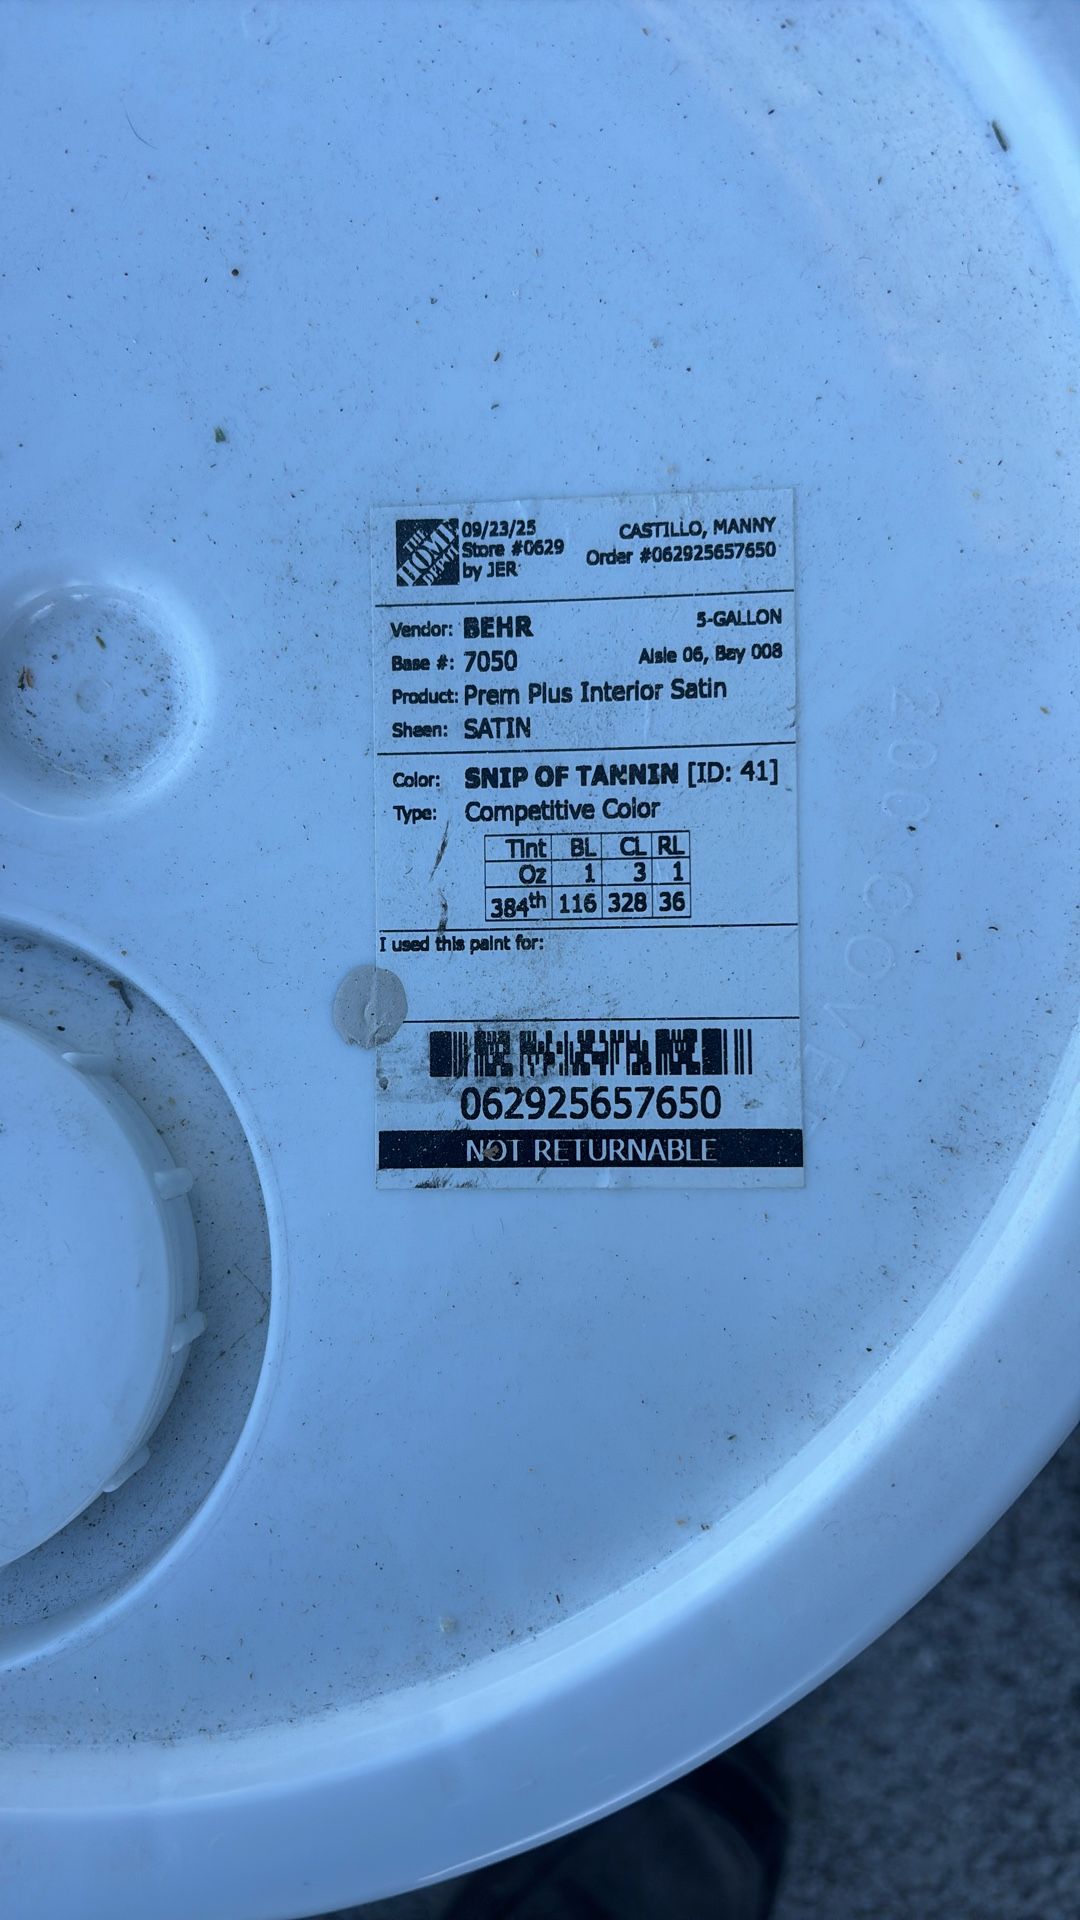 THE HOME DEPOT
09/23/25
CASTILLO, MANNY
Store #0629
Order #062925657650
by JER
Vendor: BEHR
5-GALLON
Base #: 7050
Aisle 06, Bay 008
Product: Prem Plus Interior Satin
Sheen: SATIN
Color: SNIP OF TANNIN [ID: 41]
Type: Competitive Color
Tint BL CL RL
Oz 1 3 1
384th 116 328 36
I used this paint for:
062925657650
NOT RETURNABLE